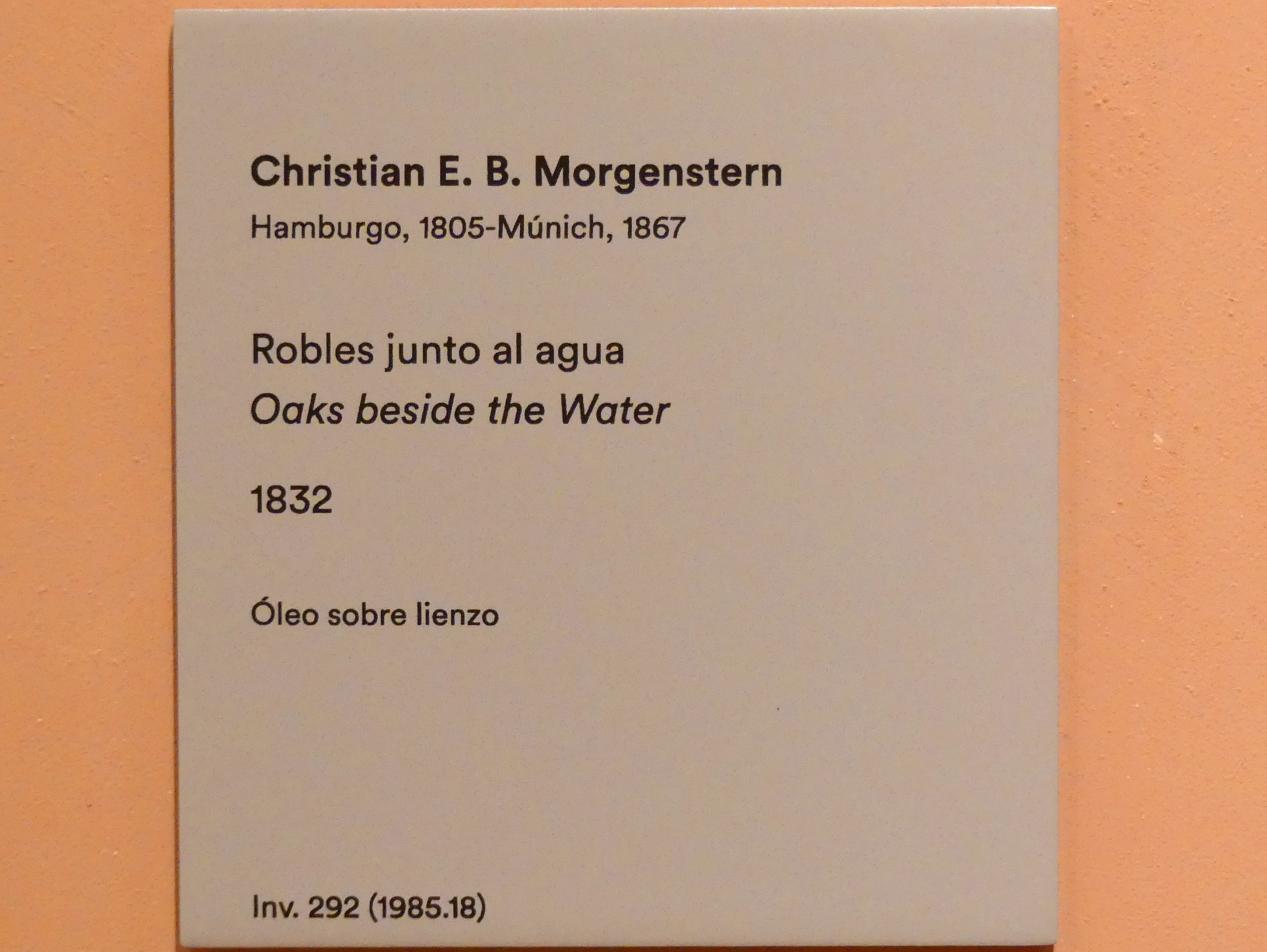 Christian E. B. Morgenstern
Hamburgo, 1805-Múnich, 1867
Robles junto al agua
Oaks beside the Water
1832
Óleo sobre lienzo
Inv. 292 (1985.18)